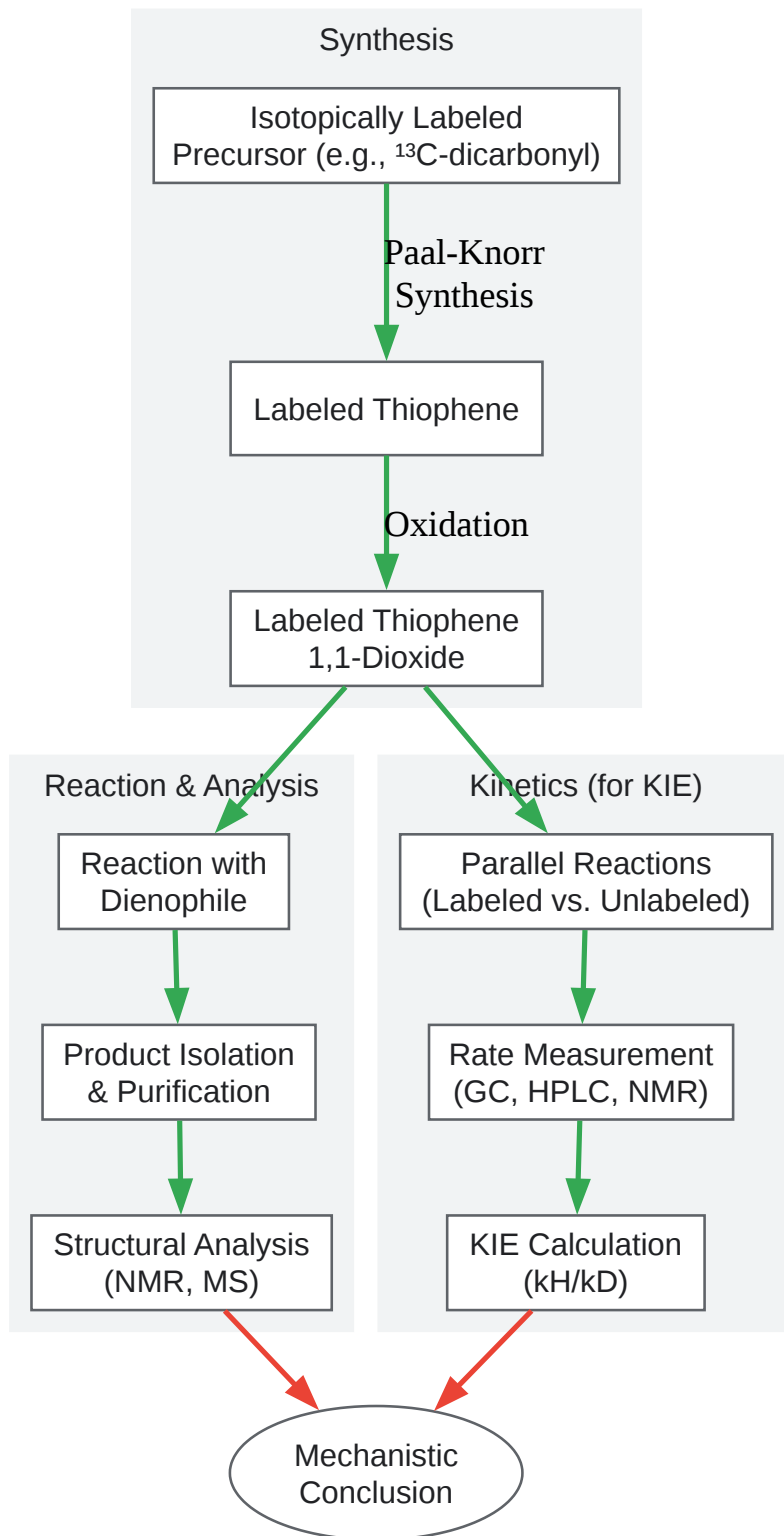 Synthesis
Isotopically Labeled
Precursor (e.g., ¹³C-dicarbonyl)
Paal-Knorr
Synthesis
Labeled Thiophene
Oxidation
Labeled Thiophene
1,1-Dioxide
Reaction & Analysis
Reaction with
Dienophile
Product Isolation
& Purification
Structural Analysis
(NMR, MS)
Kinetics (for KIE)
Parallel Reactions
(Labeled vs. Unlabeled)
Rate Measurement
(GC, HPLC, NMR)
KIE Calculation
(kH/kD)
Mechanistic
Conclusion